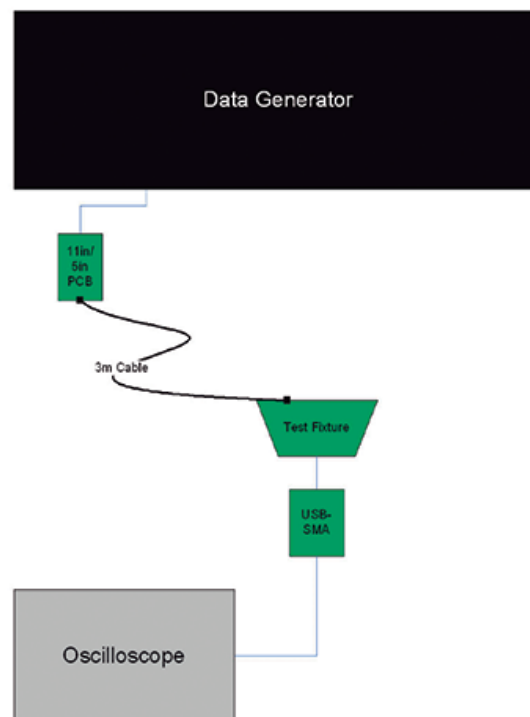 Data Generator
11in/
5in
PCB
3m Cable
Test Fixture
USB-
SMA
Oscilloscope